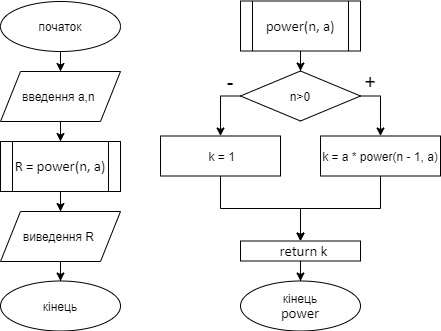 початок
введення a,n
R = power(n, a)
виведення R
кінець
power(n, a)
n>0
-
+
k = 1
k = a * power(n - 1, a)
return k
кінець
power